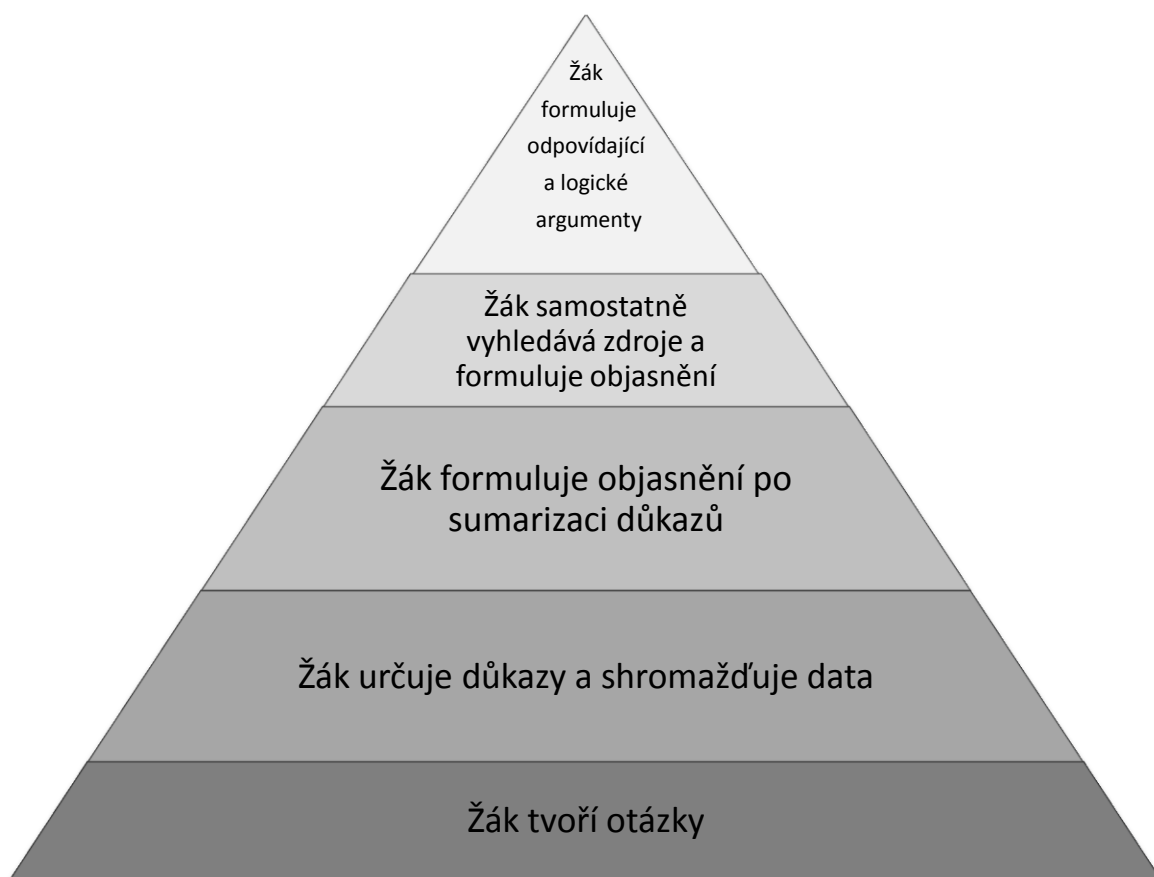 Žák
formuluje
odpovídající
a logické
argumenty
Žák samostatně
vyhledává zdroje a
formuluje objasnění
Žák formuluje objasnění po
sumarizaci důkazů
Žák určuje důkazy a shromažďuje data
Žák tvoří otázky